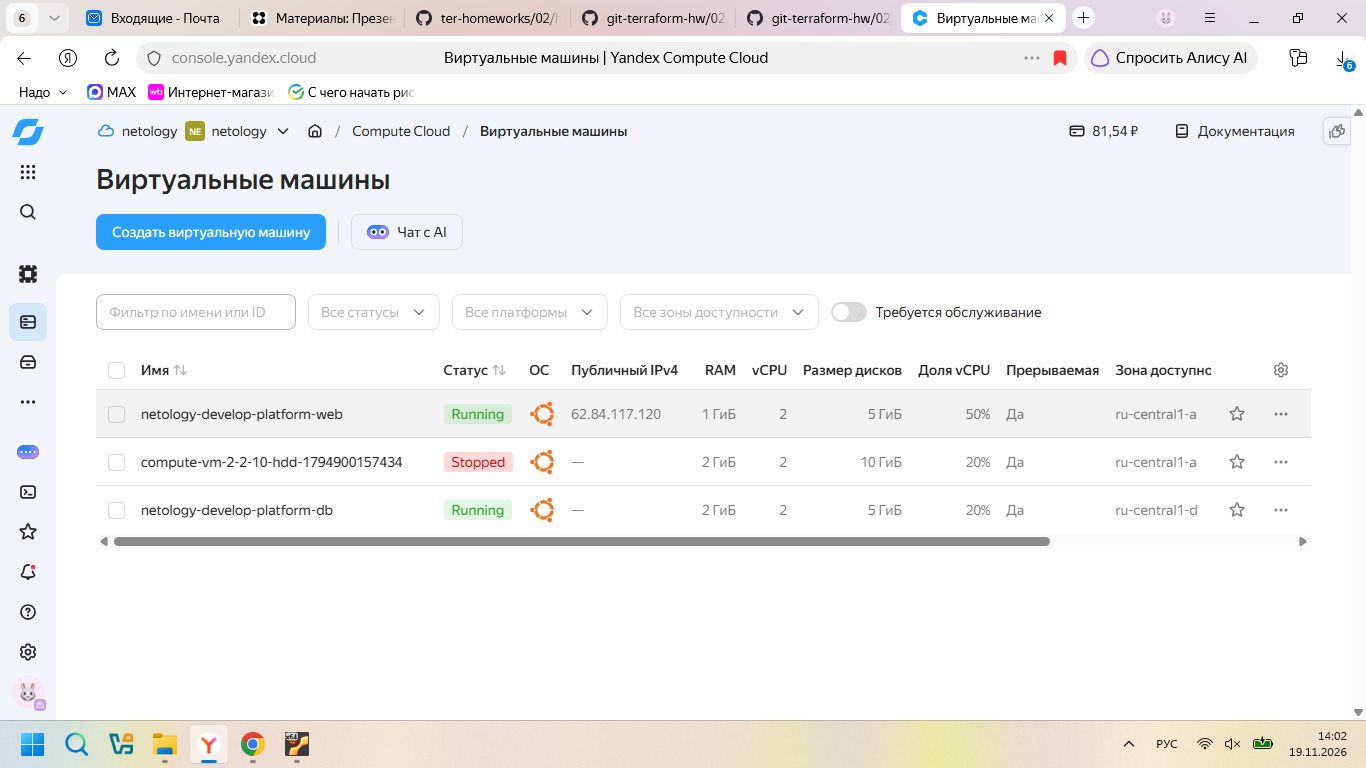 6
Входящие - Почта
Материалы: Презен
ter-homeworks/02/h
git-terraform-hw/02
git-terraform-hw/02
Виртуальные маш
console.yandex.cloud
Виртуальные машины | Yandex Compute Cloud
Спросить Алису AI
6
Надо
MAX
wb
Интернет-магази
С чего начать рис
netology
NE
netology
/
Compute Cloud
/
Виртуальные машины
81,54 ₽
Документация
Виртуальные машины
Создать виртуальную машину
Чат с AI
Фильтр по имени или ID
Все статусы
Все платформы
Все зоны доступности
Требуется обслуживание
Имя Статус ОС Публичный IPv4 RAM vCPU Размер дисков Доля vCPU Прерываемая Зона доступнс
netology-develop-platform-web Running 62.84.117.120 1 ГиБ 2 5 ГиБ 50% Да ru-central1-a
compute-vm-2-2-10-hdd-1794900157434 Stopped — 2 ГиБ 2 10 ГиБ 20% Да ru-central1-a
netology-develop-platform-db Running — 2 ГиБ 2 5 ГиБ 20% Да ru-central1-d
РУС
14:02
19.11.2026